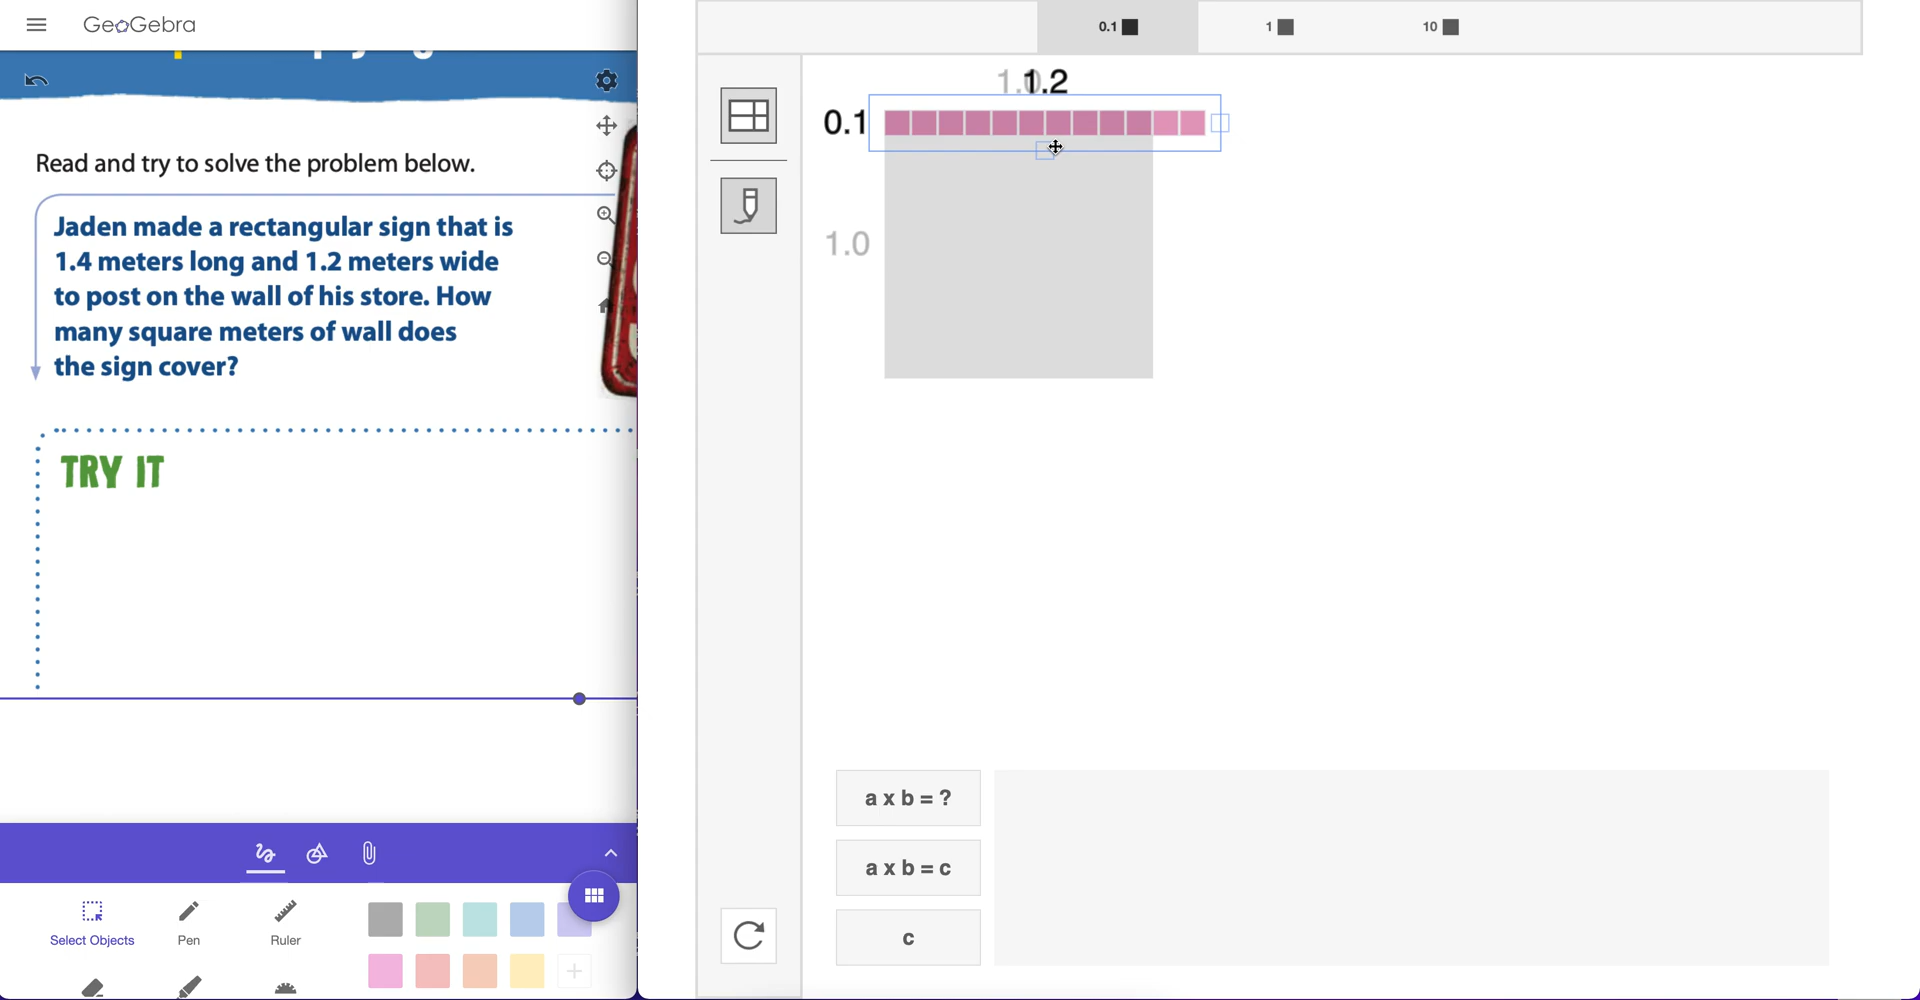 GeoGebra
Read and try to solve the problem below.
Jaden made a rectangular sign that is
1.4 meters long and 1.2 meters wide
to post on the wall of his store. How
many square meters of wall does
the sign cover?
TRY IT
Select Objects
Pen
Ruler
0.1
1
10
1.0
1.2
0.1
1.0
a x b = ?
a x b = c
c